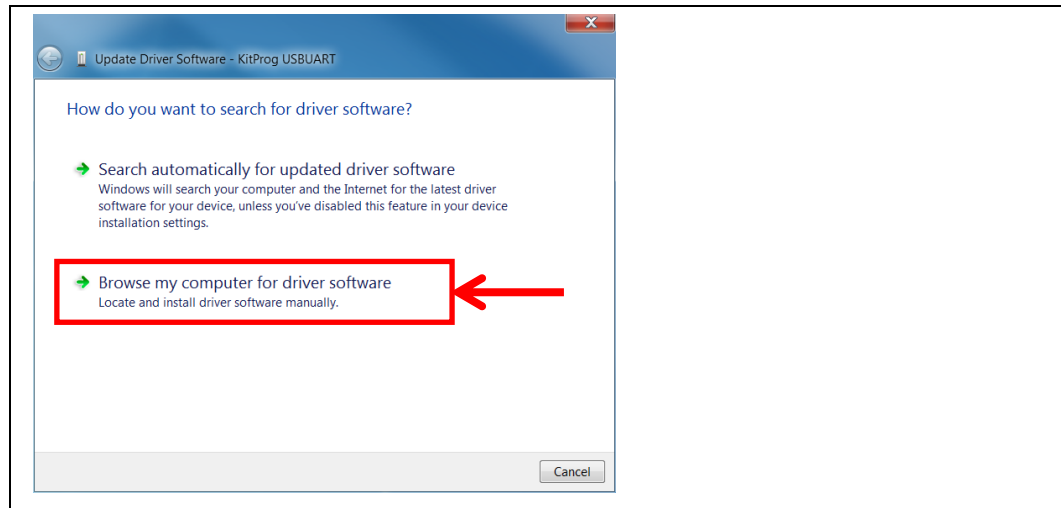 Update Driver Software - KitProg USBUART
How do you want to search for driver software?
Search automatically for updated driver software
Windows will search your computer and the Internet for the latest driver
software for your device, unless you've disabled this feature in your device
installation settings.
Browse my computer for driver software
Locate and install driver software manually.
Cancel